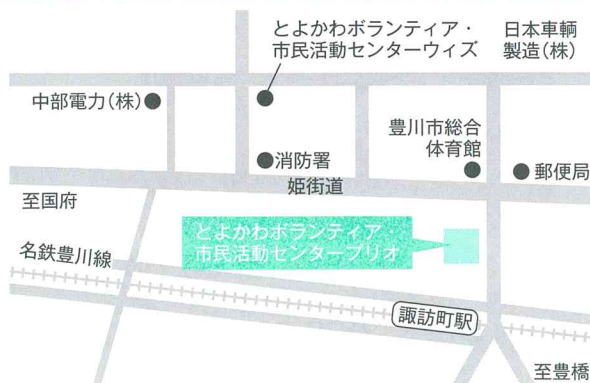 とよかわボランティア・
市民活動センターウィズ
日本車輌
製造(株)
中部電力(株)
豊川市総合
体育館
消防署
郵便局
姫街道
至国府
とよかわボランティア
市民活動センタープリオ
名鉄豊川線
諏訪町駅
至豊橋